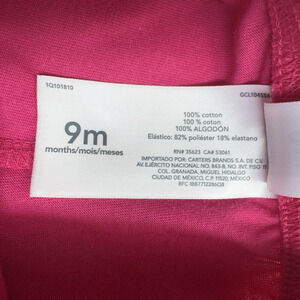 1Q101810
9m
months/mois/meses
100% cotton
100 % coton
100% ALGODÓN
Elástico: 82% poliéster 18% elastano
RN# 35623 CA# 53061
IMPORTADO POR: CARTERS BRANDS S.A. DE C.V.
AV. EJÉRCITO NACIONAL NO. 843-B, NO. INT. PISO
COL. GRANADA, MIGUEL HIDALGO
CIUDAD DE MÉXICO, C.P. 11520, MÉXICO